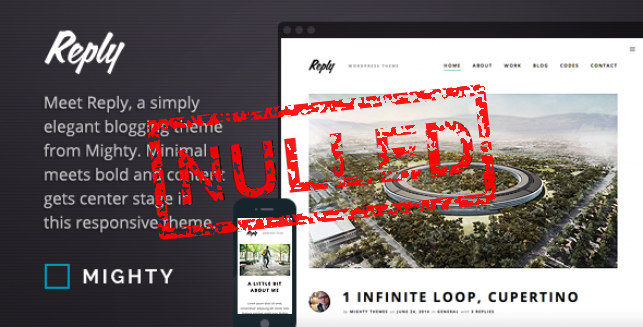 Reply
Meet Reply, a simply
elegant blogging theme
from Mighty. Minimal
meets bold and content
gets center stage in
this responsive theme.
MIGHTY
NULLED
Reply WORDPRESS THEME
HOME ABOUT WORK BLOG CODES CONTACT
1 INFINITE LOOP, CUPERTINO
By MIGHTY THEMES on JUNE 24, 2014 in GENERAL with 3 REPLIES
Reply
A LITTLE BIT
ABOUT ME